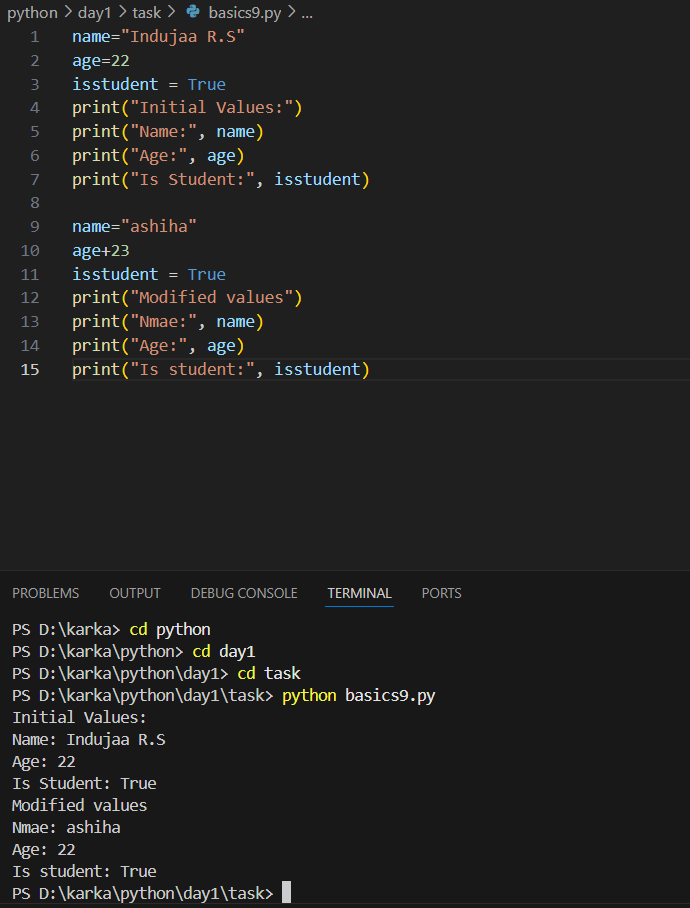 python > day1 > task > basics9.py > ...
1 name="Indujaa R.S"
2 age=22
3 isstudent = True
4 print("Initial Values:")
5 print("Name:", name)
6 print("Age:", age)
7 print("Is Student:", isstudent)
8
9 name="ashiha"
10 age+23
11 isstudent = True
12 print("Modified values")
13 print("Nmae:", name)
14 print("Age:", age)
15 print("Is student:", isstudent)
PROBLEMS OUTPUT DEBUG CONSOLE TERMINAL PORTS
PS D:\karka> cd python
PS D:\karka\python> cd day1
PS D:\karka\python\day1> cd task
PS D:\karka\python\day1\task> python basics9.py
Initial Values:
Name: Indujaa R.S
Age: 22
Is Student: True
Modified values
Nmae: ashiha
Age: 22
Is student: True
PS D:\karka\python\day1\task>